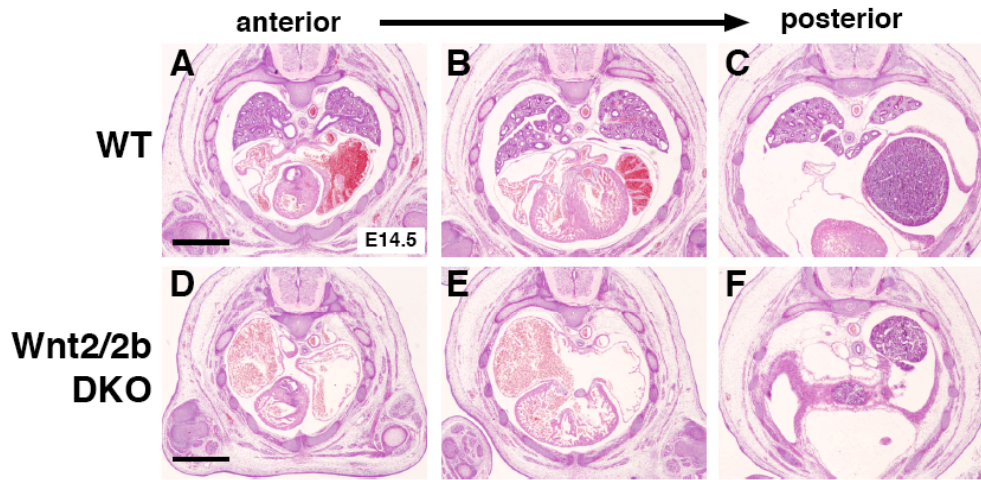 anterior
posterior
A
B
C
WT
E14.5
D
E
F
Wnt2/2b
DKO